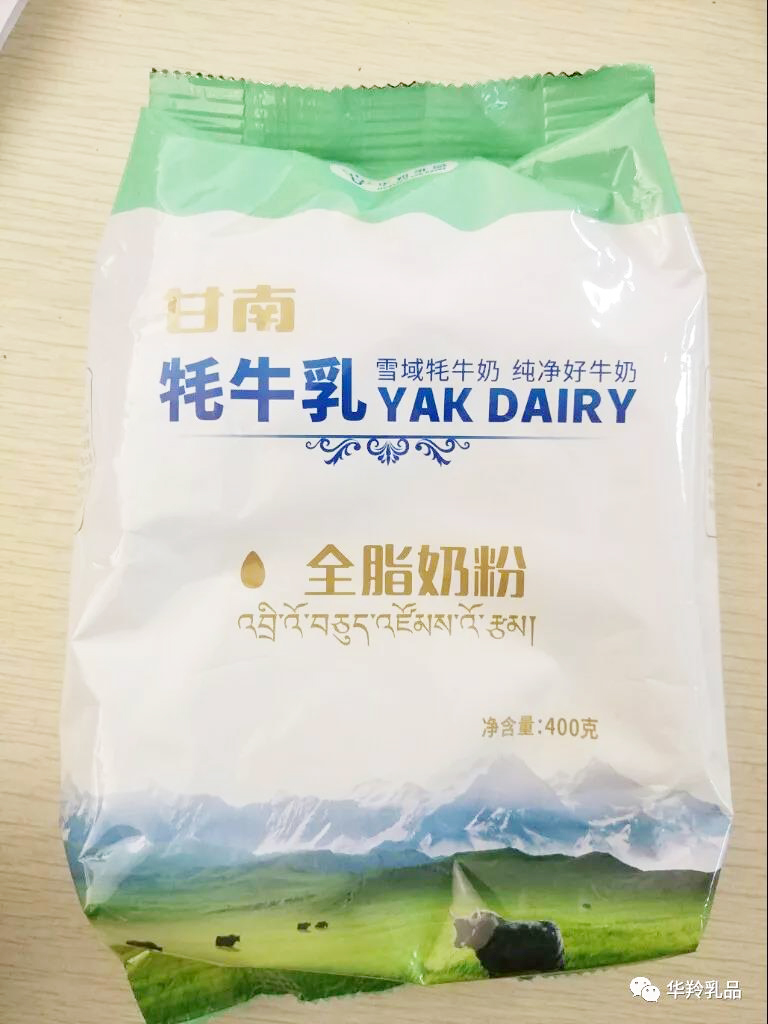 甘南
牦牛乳
雪域牦牛奶 纯净好牛奶
YAK DAIRY
全脂奶粉
འབྲི་འོ་བཅུད་འཛོམས་འོ་རྩམ།
净含量:400克
华羚乳品